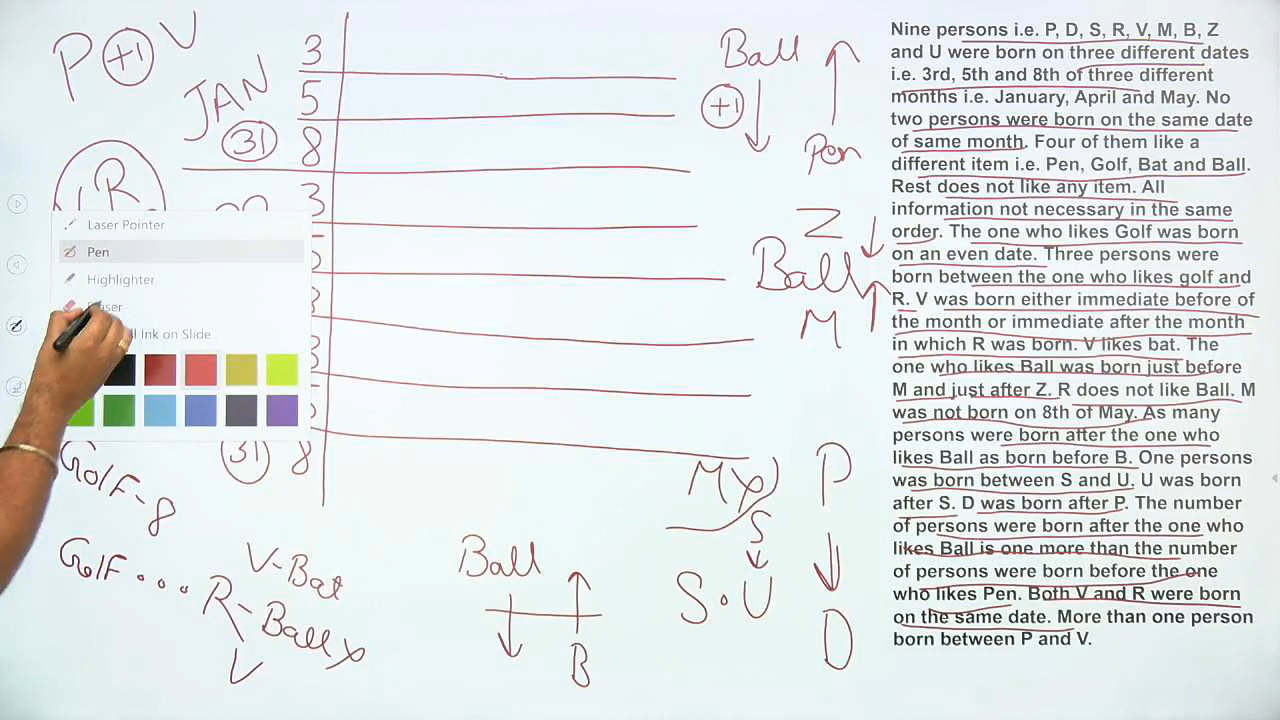 P +1 V
JAN
31
3
5
8
R
3
3
31 8
Ball
+1
Pen
Z
Ball
M
Golf-8
Golf... R-Ball x
V-Bat
V
Ball
B
M x)
S
S.U
P
D
Laser Pointer
Pen
Highlighter
Ink on Slide
Nine persons i.e. P, D, S, R, V, M, B, Z
and U were born on three different dates
i.e. 3rd, 5th and 8th of three different
months i.e. January, April and May. No
two persons were born on the same date
of same month. Four of them like a
different item i.e. Pen, Golf, Bat and Ball.
Rest does not like any item. All
information not necessary in the same
order. The one who likes Golf was born
on an even date. Three persons were
born between the one who likes golf and
R. V was born either immediate before of
the month or immediate after the month
in which R was born. V likes bat. The
one who likes Ball was born just before
M and just after Z. R does not like Ball. M
was not born on 8th of May. As many
persons were born after the one who
likes Ball as born before B. One persons
was born between S and U. U was born
after S. D was born after P. The number
of persons were born after the one who
likes Ball is one more than the number
of persons were born before the one
who likes Pen. Both V and R were born
on the same date. More than one person
born between P and V.